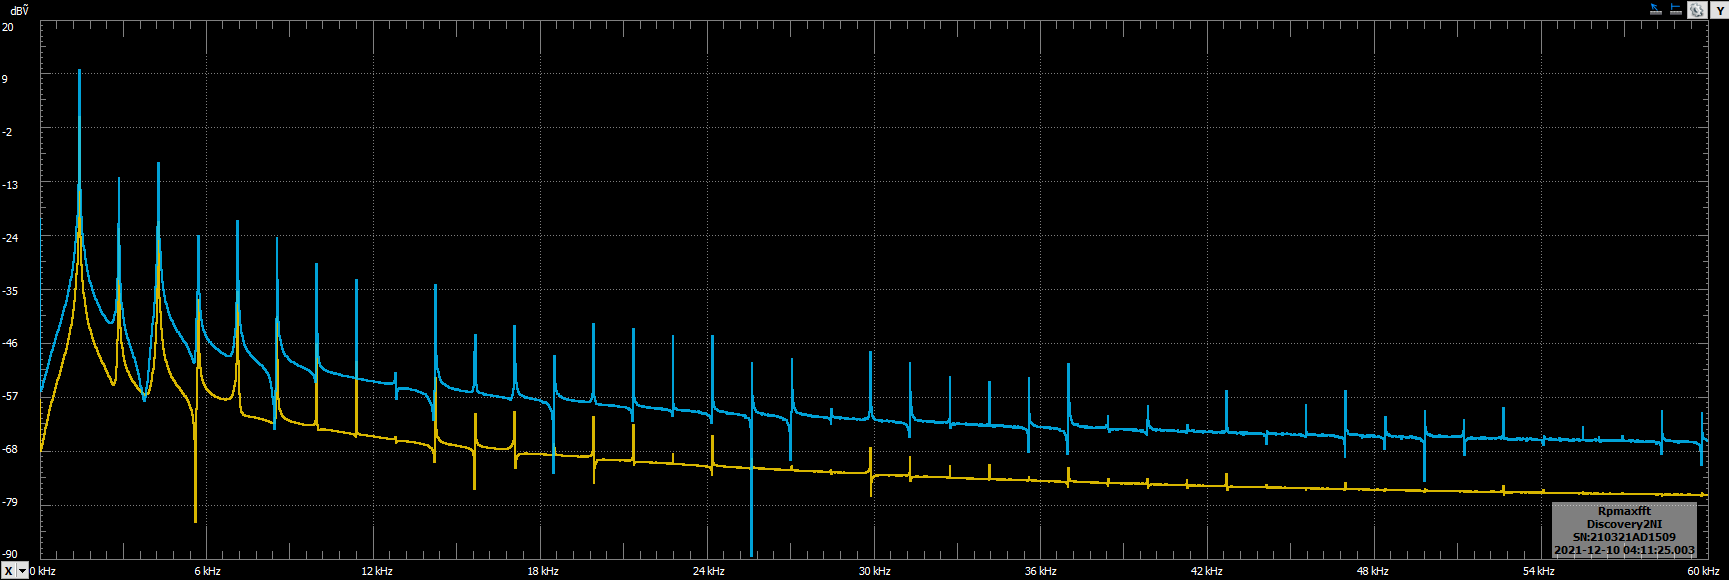 dBṼ
Y
20
9
-2
-13
-24
-35
-46
-57
-68
-79
-90
Rpmaxfft
Discovery2NI
SN:210321AD1509
2021-12-10 04:11:25.003
X 0 kHz 6 kHz 12 kHz 18 kHz 24 kHz 30 kHz 36 kHz 42 kHz 48 kHz 54 kHz 60 kHz